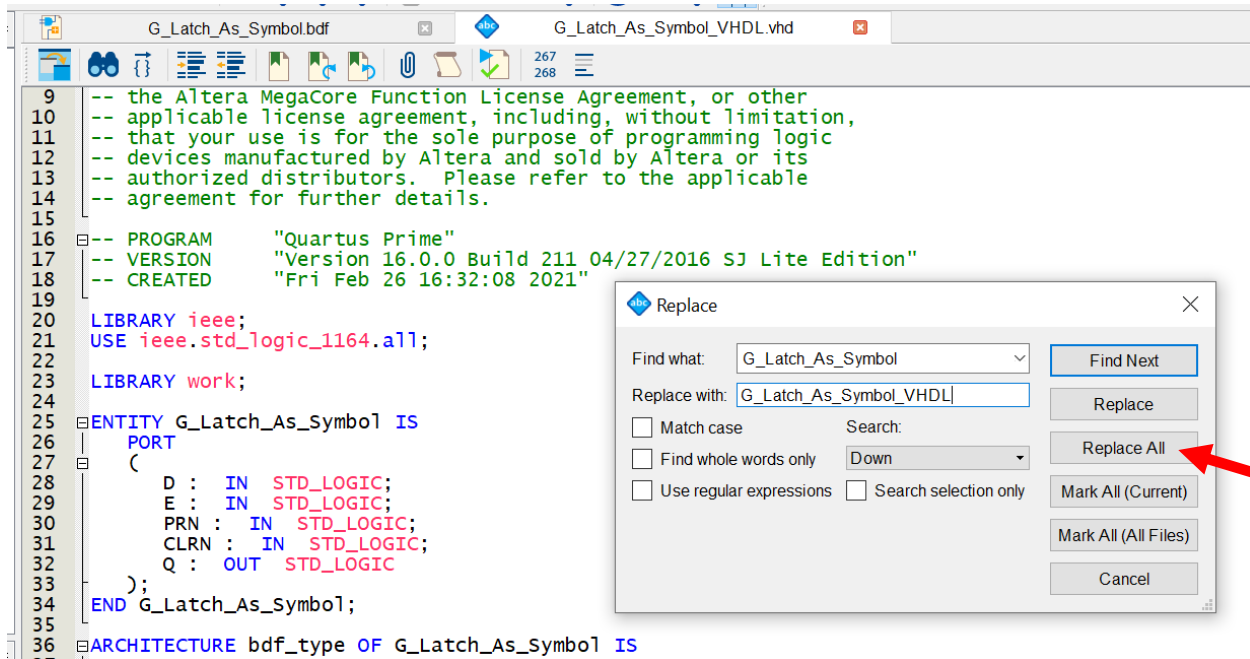 G_Latch_As_Symbol.bdf
abc G_Latch_As_Symbol_VHDL.vhd
{} 267
268
9 -- the Altera MegaCore Function License Agreement, or other
10 -- applicable license agreement, including, without limitation,
11 -- that your use is for the sole purpose of programming logic
12 -- devices manufactured by Altera and sold by Altera or its
13 -- authorized distributors.  Please refer to the applicable
14 -- agreement for further details.
15
16 -- PROGRAM "Quartus Prime"
17 -- VERSION "Version 16.0.0 Build 211 04/27/2016 SJ Lite Edition"
18 -- CREATED "Fri Feb 26 16:32:08 2021"
19
20 LIBRARY ieee;
21 USE ieee.std_logic_1164.all;
22
23 LIBRARY work;
24
25 ENTITY G_Latch_As_Symbol IS
26 PORT
27 (
28 D : IN STD_LOGIC;
29 E : IN STD_LOGIC;
30 PRN : IN STD_LOGIC;
31 CLRN : IN STD_LOGIC;
32 Q : OUT STD_LOGIC
33 );
34 END G_Latch_As_Symbol;
35
36 ARCHITECTURE bdf_type OF G_Latch_As_Symbol IS
abc Replace
Find what: G_Latch_As_Symbol Find Next
Replace with: G_Latch_As_Symbol_VHDL Replace
Match case Search:
Replace All
Find whole words only Down
Use regular expressions Search selection only Mark All (Current)
Mark All (All Files)
Cancel